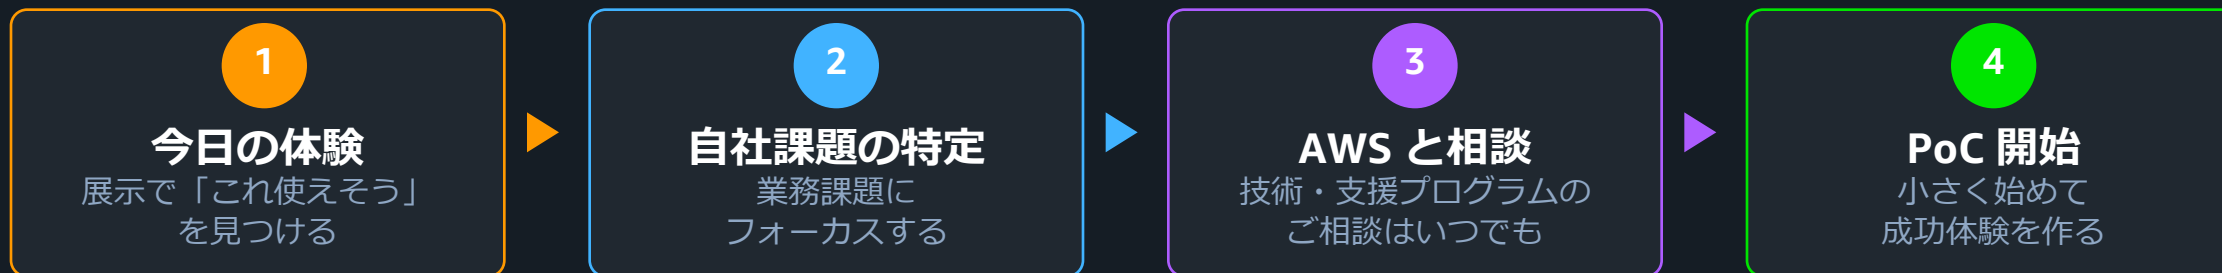 1
今日の体験
展示で「これ使えそう」
を見つける
2
自社課題の特定
業務課題に
フォーカスする
3
AWS と相談
技術・支援プログラムの
ご相談はいつでも
4
PoC 開始
小さく始めて
成功体験を作る